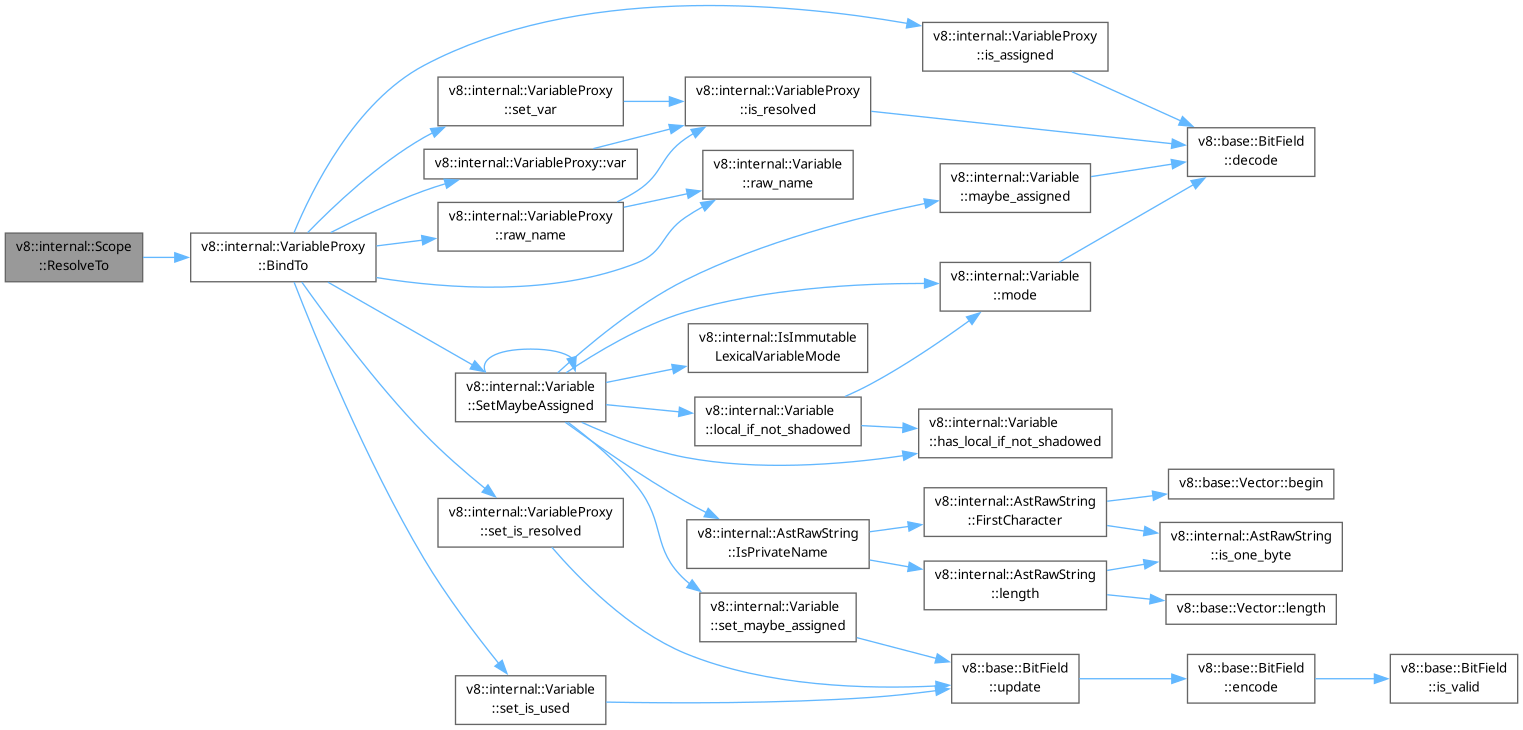 v8::internal::Scope
::ResolveTo
v8::internal::VariableProxy
::BindTo
v8::internal::VariableProxy
::is_assigned
v8::internal::VariableProxy
::set_var
v8::internal::VariableProxy
::is_resolved
v8::base::BitField
::decode
v8::internal::VariableProxy::var
v8::internal::Variable
::raw_name
v8::internal::VariableProxy
::raw_name
v8::internal::Variable
::maybe_assigned
v8::internal::Variable
::mode
v8::internal::IsImmutable
LexicalVariableMode
v8::internal::Variable
::SetMaybeAssigned
v8::internal::Variable
::local_if_not_shadowed
v8::internal::Variable
::has_local_if_not_shadowed
v8::internal::VariableProxy
::set_is_resolved
v8::internal::AstRawString
::IsPrivateName
v8::internal::AstRawString
::FirstCharacter
v8::base::Vector::begin
v8::internal::AstRawString
::is_one_byte
v8::internal::AstRawString
::length
v8::base::Vector::length
v8::internal::Variable
::set_maybe_assigned
v8::internal::Variable
::set_is_used
v8::base::BitField
::update
v8::base::BitField
::encode
v8::base::BitField
::is_valid